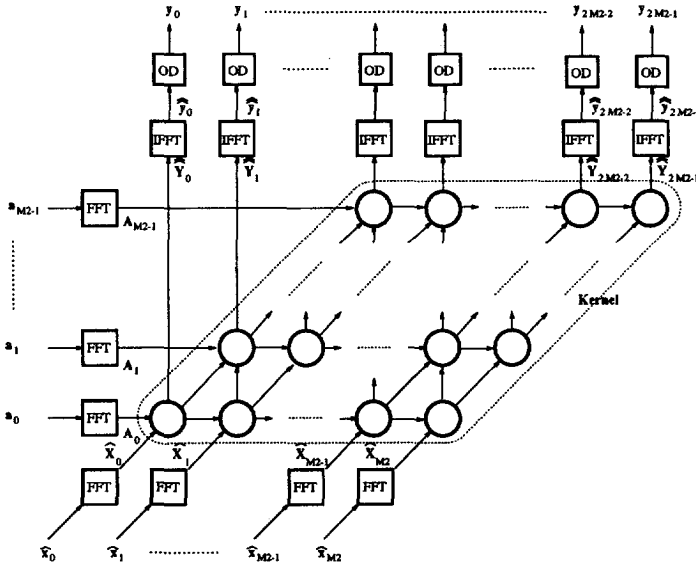 y0 y1 y2M2-2 y2M2-1
OD OD OD OD OD OD
ŷ0 ŷ1 ŷ2M2-2 ŷ2M2-
IFFT IFFT IFFT IFFT IFFT IFFT
Ŷ0 Ŷ1 Ŷ2M2-2 Ŷ2M2-1
aM2-1 FFT AM2-1
Kernel
a1 FFT A1
a0 FFT A0
X̂0 X̂1 X̂M2-1 X̂M2
FFT FFT FFT FFT
x̂0 x̂1 x̂M2-1 x̂M2